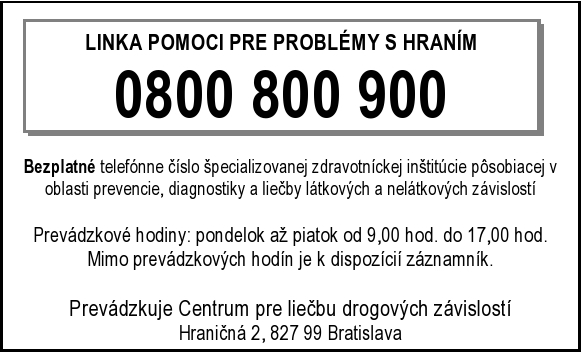 LINKA POMOCI PRE PROBLÉMY S HRANÍM
0800 800 900
Bezplatné telefónne číslo špecializovanej zdravotníckej inštitúcie pôsobiacej v
oblasti prevencie, diagnostiky a liečby látkových a nelátkových závislostí
Prevádzkové hodiny: pondelok až piatok od 9,00 hod. do 17,00 hod.
Mimo prevádzkových hodín je k dispozícií záznamník.
Prevádzkuje Centrum pre liečbu drogových závislostí
Hraničná 2, 827 99 Bratislava